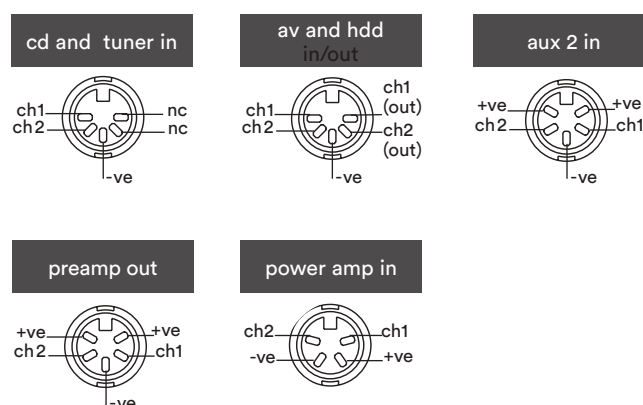 cd and tuner in
ch1
nc
ch2
nc
-ve
av and hdd
in/out
ch1
ch1
(out)
ch2
ch2
(out)
-ve
aux 2 in
+ve
+ve
ch2
ch1
-ve
preamp out
+ve
+ve
ch2
ch1
-ve
power amp in
ch2
ch1
-ve
+ve